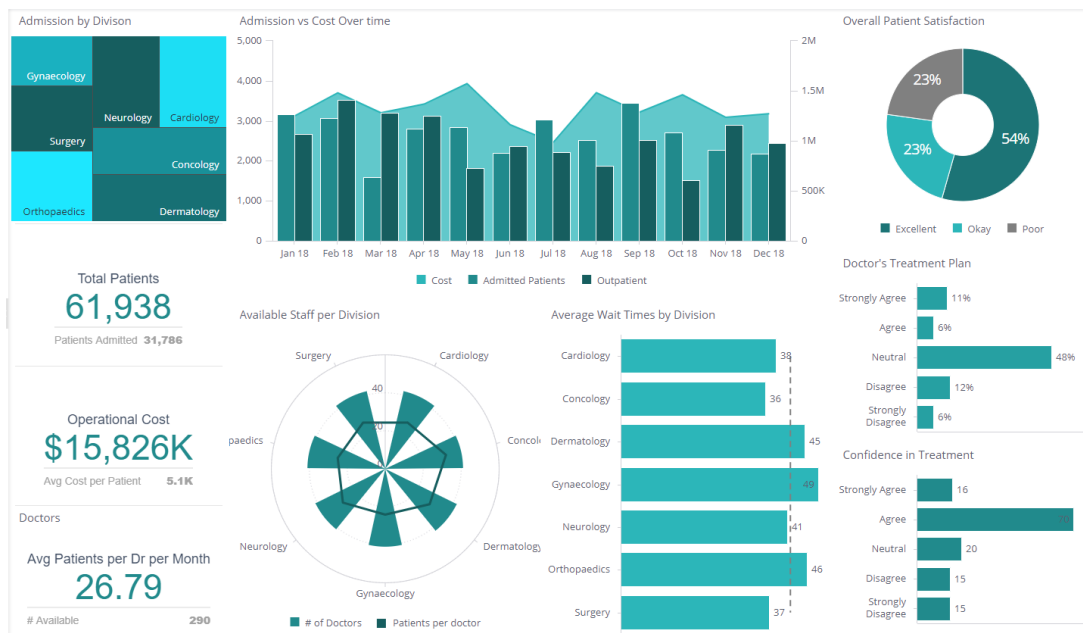 Admission by Divison
Gynaecology
Neurology
Cardiology
Surgery
Concology
Orthopaedics
Dermatology
Total Patients
61,938
Patients Admitted 31,786
Operational Cost
$15,826K
Avg Cost per Patient 5.1K
Doctors
Avg Patients per Dr per Month
26.79
# Available 290
Admission vs Cost Over time
5,000
4,000
3,000
2,000
1,000
0
2M
1.5M
1M
500K
0
Jan 18 Feb 18 Mar 18 Apr 18 May 18 Jun 18 Jul 18 Aug 18 Sep 18 Oct 18 Nov 18 Dec 18
Cost Admitted Patients Outpatient
Available Staff per Division
Surgery
Cardiology
40
20
paedics
Concol
Neurology
Dermatology
Gynaecology
# of Doctors Patients per doctor
Average Wait Times by Division
Cardiology 38
Concology 36
Dermatology 45
Gynaecology 49
Neurology 41
Orthopaedics 46
Surgery 37
Overall Patient Satisfaction
23%
54%
23%
Excellent Okay Poor
Doctor's Treatment Plan
Strongly Agree 11%
Agree 6%
Neutral 48%
Disagree 12%
Strongly
Disagree 6%
Confidence in Treatment
Strongly Agree 16
Agree
Neutral 20
Disagree 15
Strongly
Disagree 15